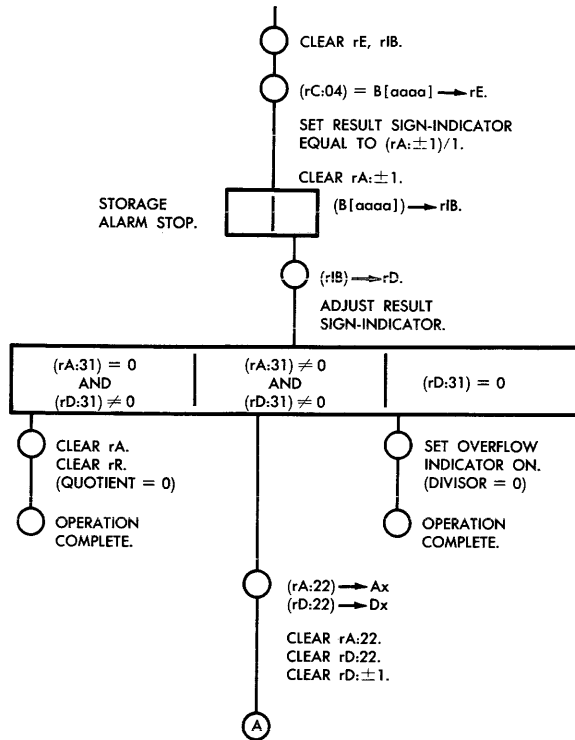 CLEAR rE, rIB.
(rC:04) = B[aaaa] → rE.
SET RESULT SIGN-INDICATOR
EQUAL TO (rA:±1)/1.
CLEAR rA:±1.
STORAGE
ALARM STOP.
(B[aaaa]) → rIB.
(rIB) → rD.
ADJUST RESULT
SIGN-INDICATOR.
(rA:31) = 0
AND
(rD:31) ≠ 0
(rA:31) ≠ 0
AND
(rD:31) ≠ 0
(rD:31) = 0
CLEAR rA.
CLEAR rR.
(QUOTIENT = 0)
OPERATION
COMPLETE.
SET OVERFLOW
INDICATOR ON.
(DIVISOR = 0)
OPERATION
COMPLETE.
(rA:22) → Ax
(rD:22) → Dx
CLEAR rA:22.
CLEAR rD:22.
CLEAR rD:±1.
A